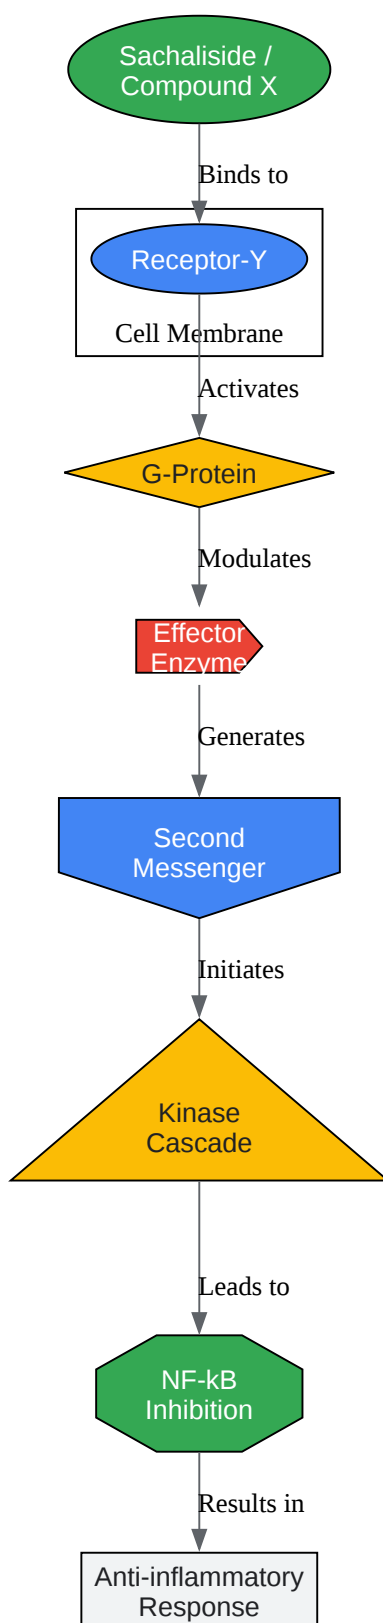 Sachaliside /
Compound X
Binds to
Receptor-Y
Cell Membrane
Activates
G-Protein
Modulates
Effector
Enzyme
Generates
Second
Messenger
Initiates
Kinase
Cascade
Leads to
NF-kB
Inhibition
Results in
Anti-inflammatory
Response